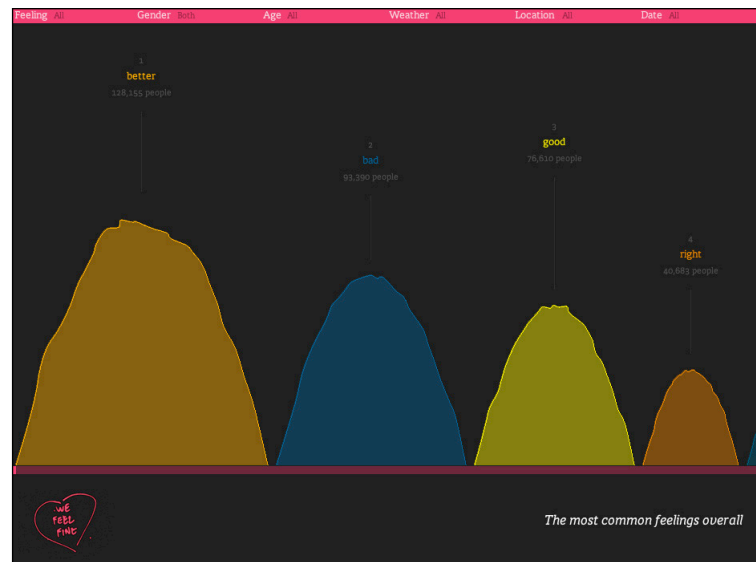 Feeling All Gender Both Age All Weather All Location All Date All
1
better
128,155 people
2
bad
93,390 people
3
good
76,610 people
4
right
40,683 people
WE
FEEL
FINE
The most common feelings overall